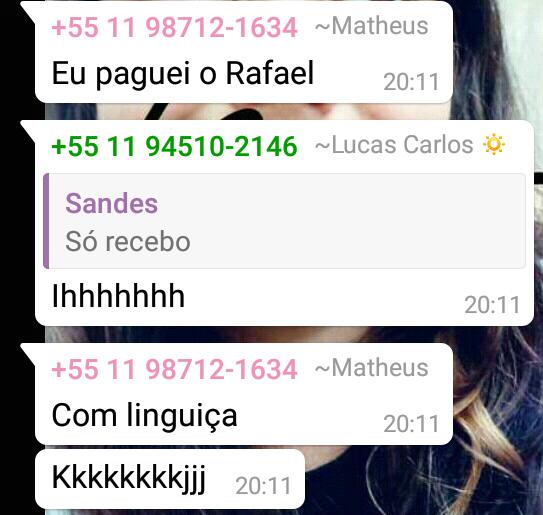 +55 11 98712-1634 ~Matheus
Eu paguei o Rafael 20:11
+55 11 94510-2146 ~Lucas Carlos 🔅
Sandes
Só recebo
Ihhhhhhh 20:11
+55 11 98712-1634 ~Matheus
Com linguiça 20:11
Kkkkkkkkjjj 20:11